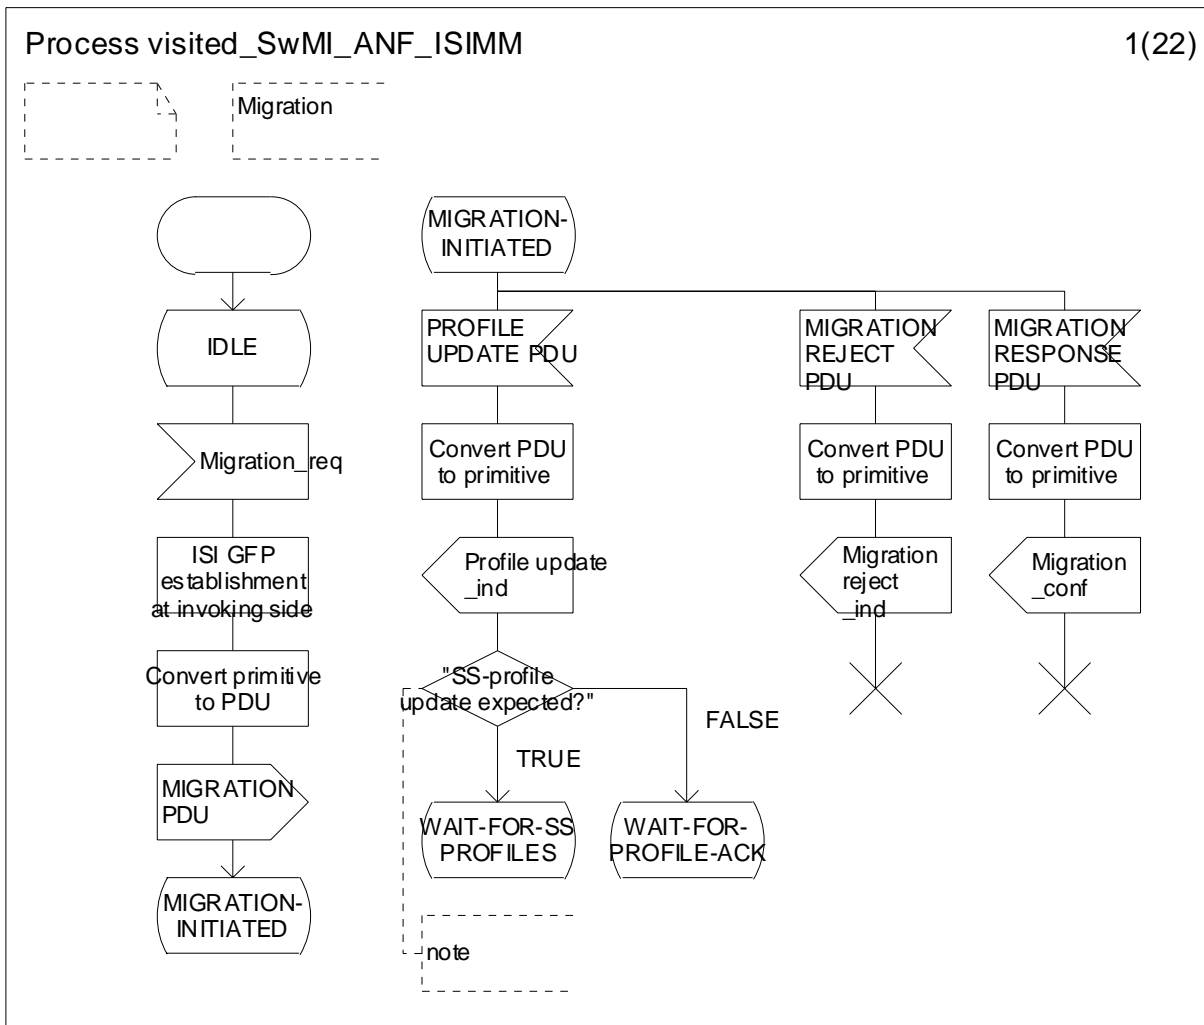 Process visited_SwMI_ANF_ISIMM
1(22)
Migration
IDLE
Migration_req
ISI GFP
establishment
at invoking side
Convert primitive
to PDU
MIGRATION
PDU
MIGRATION-
INITIATED
MIGRATION-
INITIATED
PROFILE
UPDATE PDU
Convert PDU
to primitive
Profile update
_ind
"SS-profile
update expected?"
TRUE
FALSE
WAIT-FOR-SS
PROFILES
WAIT-FOR-
PROFILE-ACK
note
MIGRATION
REJECT
PDU
Convert PDU
to primitive
Migration
reject
_ind
MIGRATION
RESPONSE
PDU
Convert PDU
to primitive
Migration
_conf